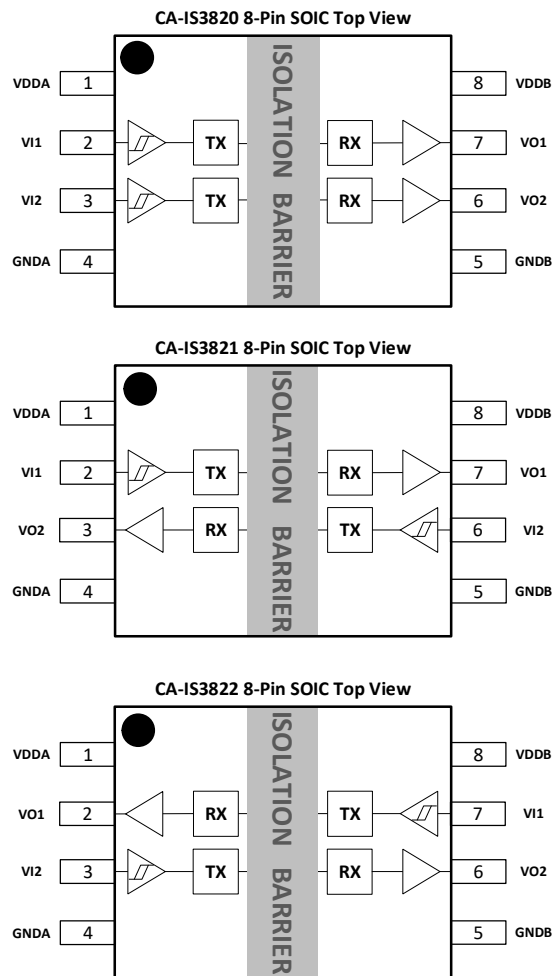 CA-IS3820 8-Pin SOIC Top View
VDDA 1 8 VDDB
VI1 2 TX RX 7 VO1
VI2 3 TX RX 6 VO2
GNDA 4 5 GNDB
ISOLATION BARRIER
CA-IS3821 8-Pin SOIC Top View
VDDA 1 8 VDDB
VI1 2 TX RX 7 VO1
VO2 3 RX TX 6 VI2
GNDA 4 5 GNDB
ISOLATION BARRIER
CA-IS3822 8-Pin SOIC Top View
VDDA 1 8 VDDB
VO1 2 RX TX 7 VI1
VI2 3 TX RX 6 VO2
GNDA 4 5 GNDB
ISOLATION BARRIER